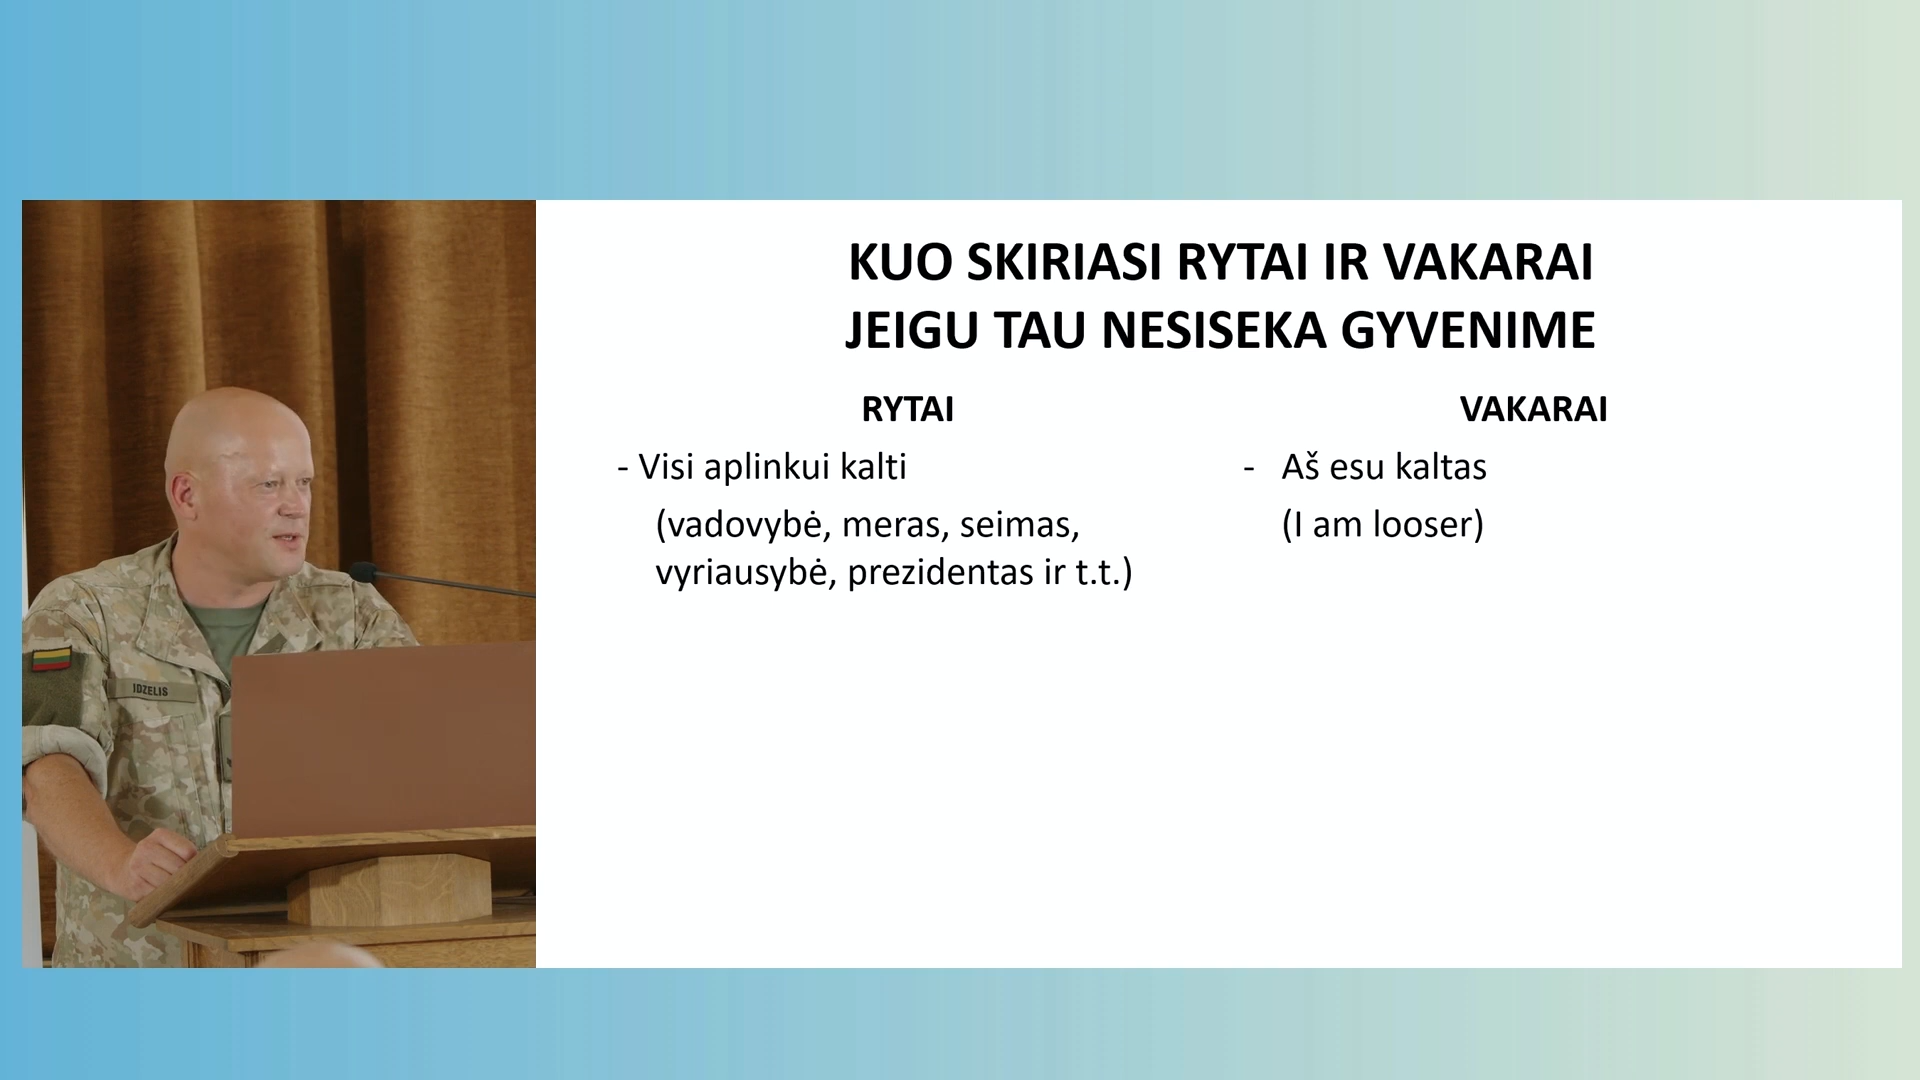 KUO SKIRIASI RYTAI IR VAKARAI
JEIGU TAU NESISEKA GYVENIME
RYTAI
- Visi aplinkui kalti
(vadovybė, meras, seimas,
vyriausybė, prezidentas ir t.t.)
VAKARAI
- Aš esu kaltas
(I am looser)
IDZELIS